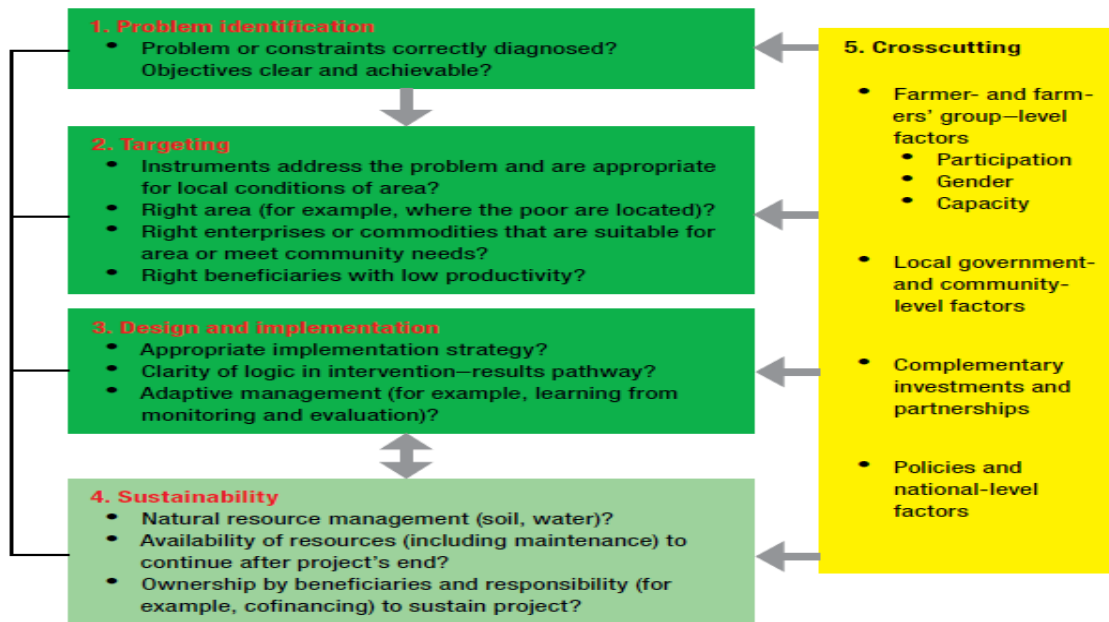 1. Problem identification
• Problem or constraints correctly diagnosed?
Objectives clear and achievable?
2. Targeting
• Instruments address the problem and are appropriate
for local conditions of area?
• Right area (for example, where the poor are located)?
• Right enterprises or commodities that are suitable for
area or meet community needs?
• Right beneficiaries with low productivity?
3. Design and implementation
• Appropriate implementation strategy?
• Clarity of logic in intervention—results pathway?
• Adaptive management (for example, learning from
monitoring and evaluation)?
4. Sustainability
• Natural resource management (soil, water)?
• Availability of resources (including maintenance) to
continue after project's end?
• Ownership by beneficiaries and responsibility (for
example, cofinancing) to sustain project?
5. Crosscutting
• Farmer- and farm-
ers' group—level
factors
• Participation
• Gender
• Capacity
• Local government-
and community-
level factors
• Complementary
investments and
partnerships
• Policies and
national-level
factors